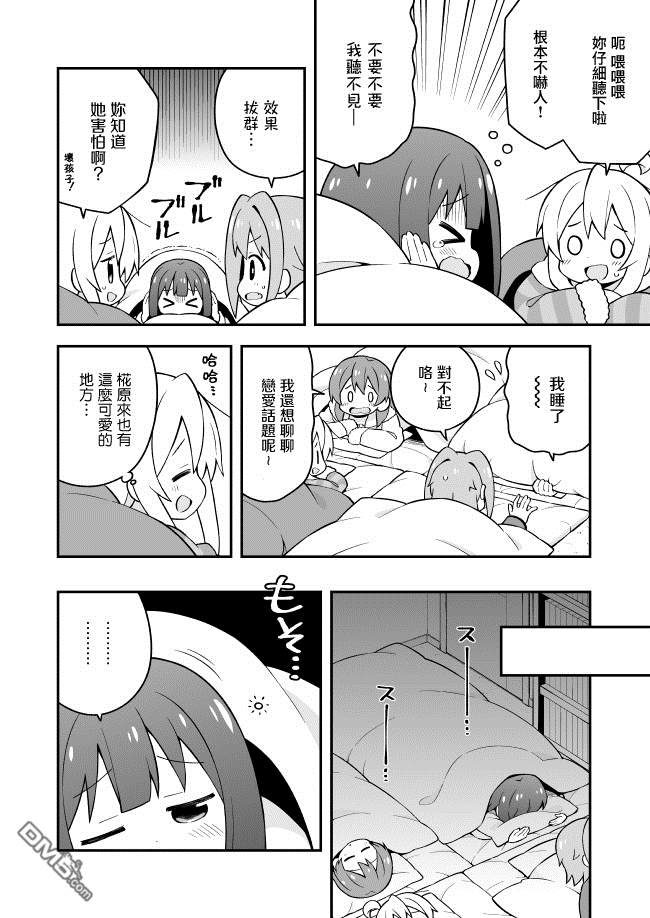 呃 喂喂喂
妳仔細聽下啦
根本不嚇人！
不要不要
我聽不見—
效果
拔群…
ブルブル
妳知道
她害怕啊？
壞孩子！
我睡了
～～
對不起
咯~
我還想聊聊
戀愛話題呢~
哈哈…
椛原來也有
這麼可愛的
地方…
スー…
スー…
もそ…
………
………
漫画
DM5.com